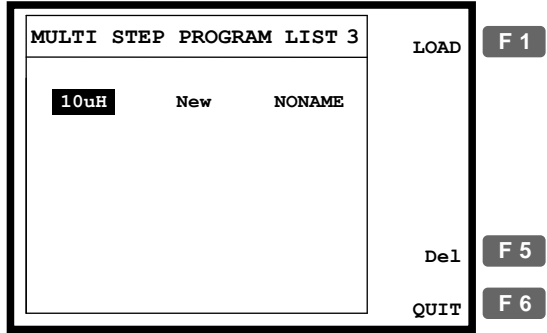 MULTI STEP PROGRAM LIST 3
LOAD F 1
10uH New NONAME
Del F 5
QUIT F 6